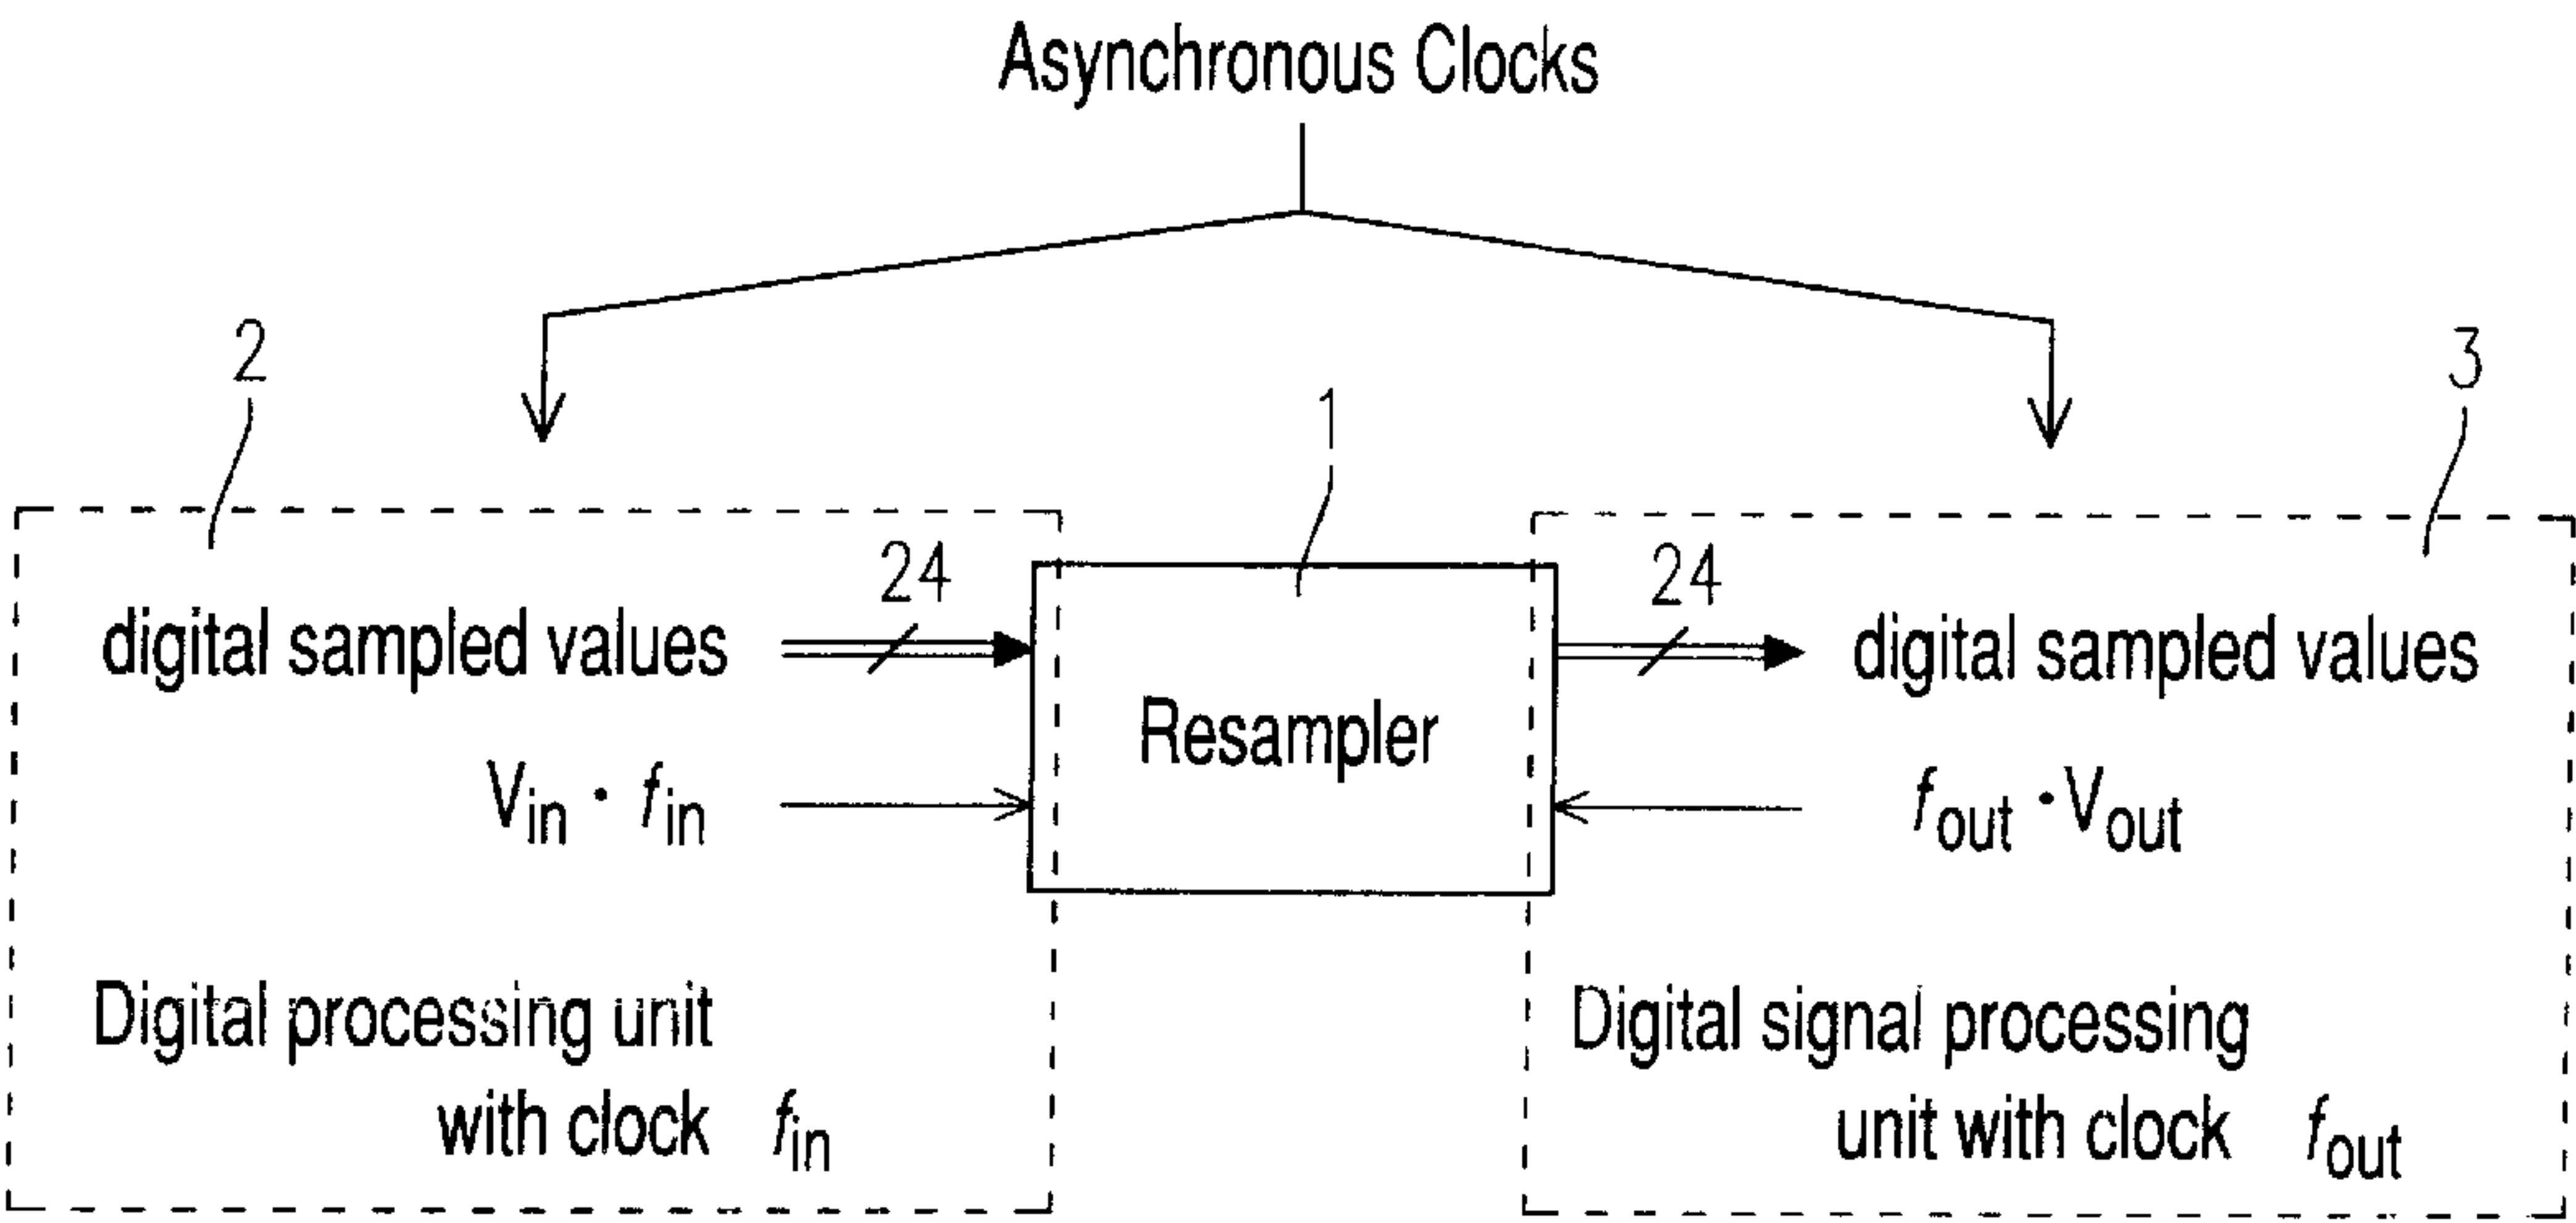 Asynchronous Clocks
2
1
3
24
24
digital sampled values
digital sampled values
Resampler
Vin · fin
fout · Vout
Digital processing unit
with clock fin
Digital signal processing
unit with clock fout